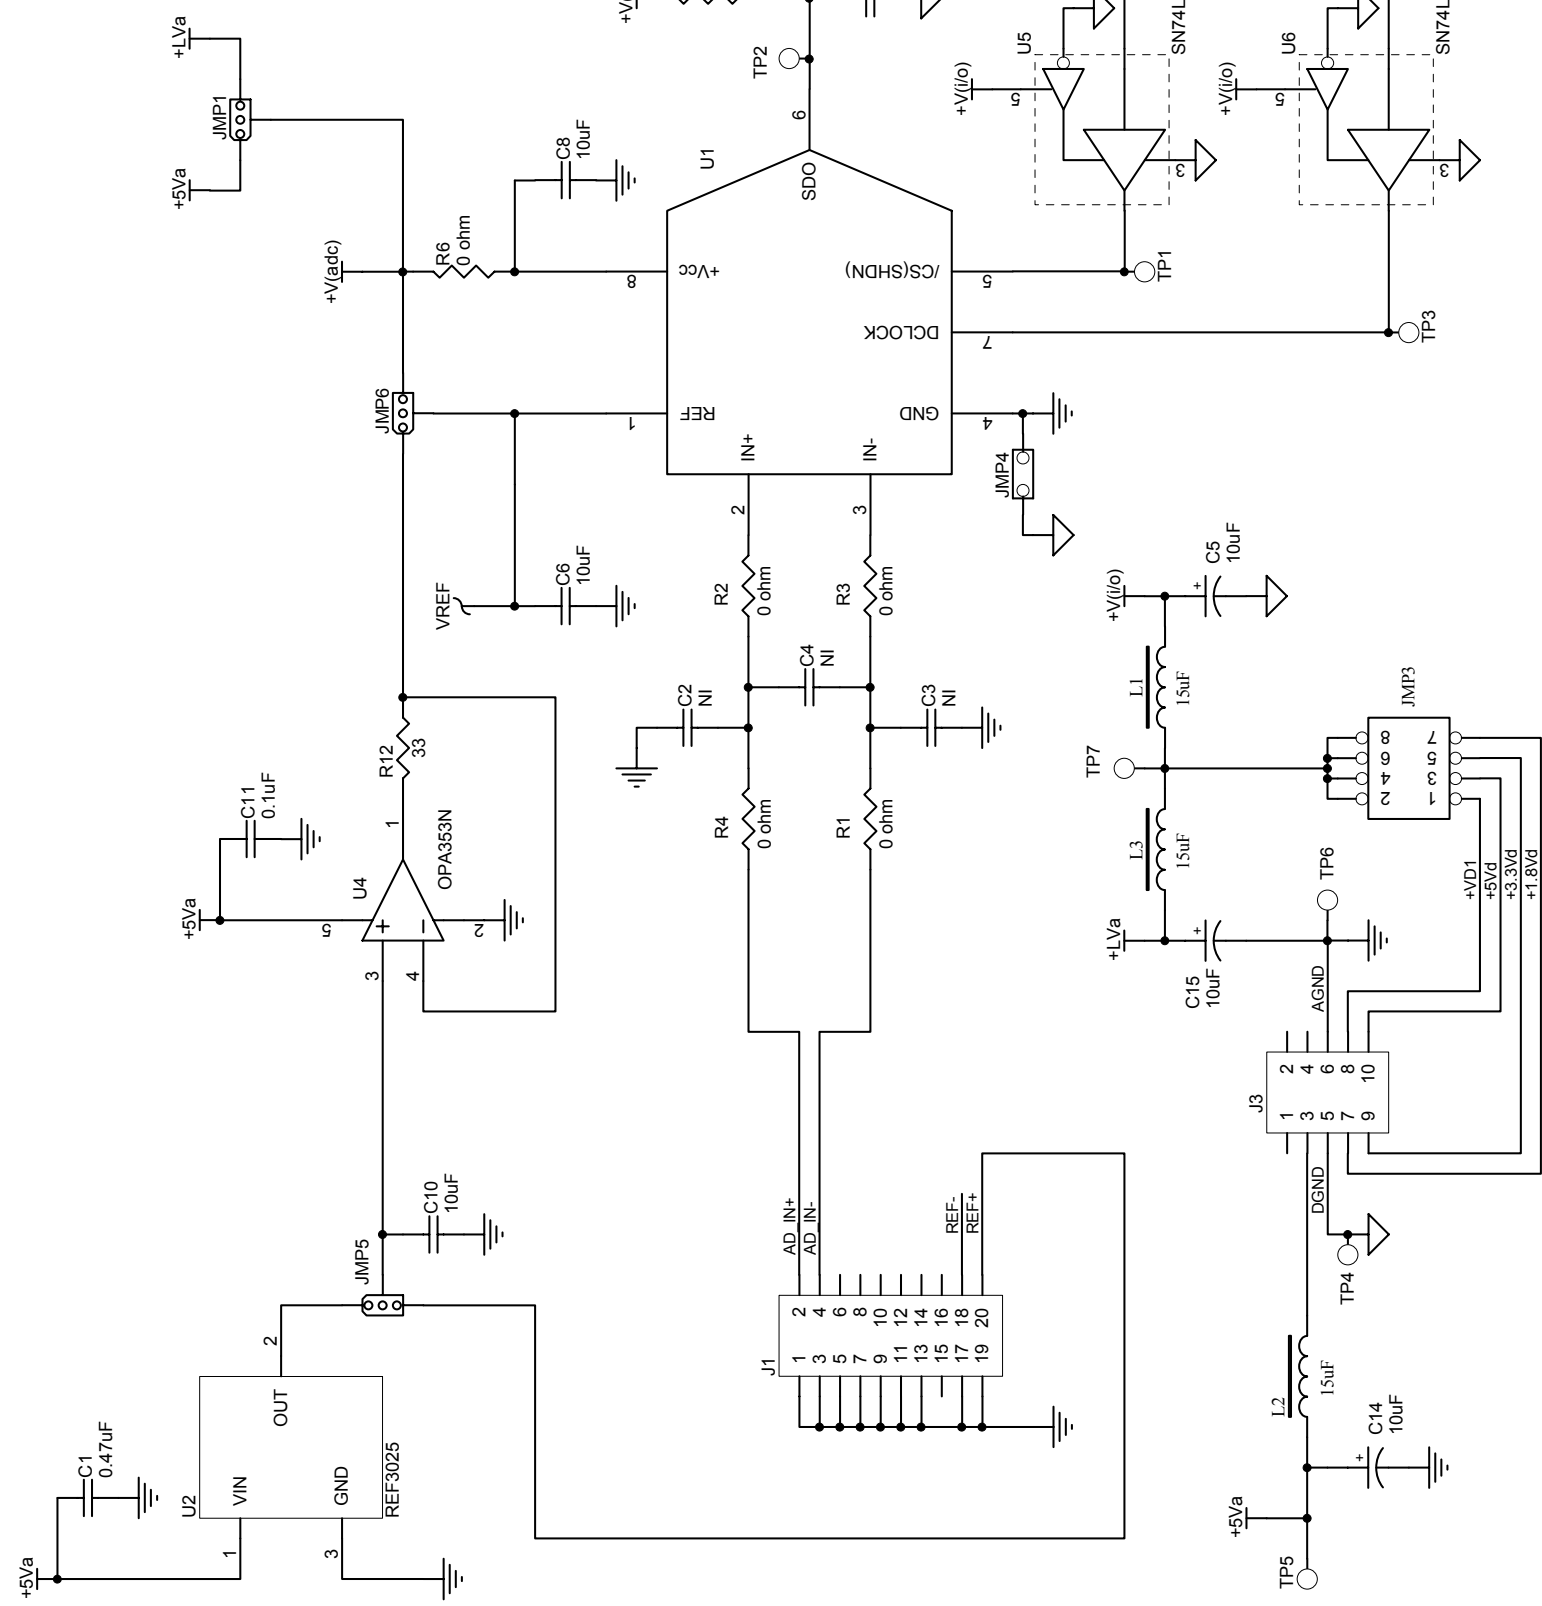 +LVa
JMP1
+5Va
+V(adc)
R6
0 ohm
C8
10uF
TP2
6
U1
SDO
+Vcc
8
/CS(SHDN)
5
DCLOCK
7
REF
1
GND
4
IN+
IN-
2
3
JMP4
JMP6
U5
+V(i/o)
5
3
TP1
SN74L
U6
+V(i/o)
5
3
TP3
SN74L
VREF
C6
10uF
R2
0 ohm
R3
0 ohm
C2
NI
C4
NI
C3
NI
R4
0 ohm
R1
0 ohm
R12
33
C11
0.1uF
+5Va
U4
OPA353N
1
5
2
3
4
+V(i/o)
C5
10uF
L1
15uF
TP7
L3
15uF
+LVa
C15
10uF
JMP3
8
6
4
2
7
5
3
1
+VD1
+5Vd
+3.3Vd
+1.8Vd
TP6
AGND
J3
1
3
5
7
9
2
4
6
8
10
DGND
TP4
L2
15uF
C14
10uF
+5Va
TP5
AD_IN+
AD_IN-
REF-
REF+
J1
2
4
6
8
10
12
14
16
18
20
1
3
5
7
9
11
13
15
17
19
JMP5
C10
10uF
U2
REF3025
VIN
OUT
GND
1
2
3
C1
0.47uF
+5Va